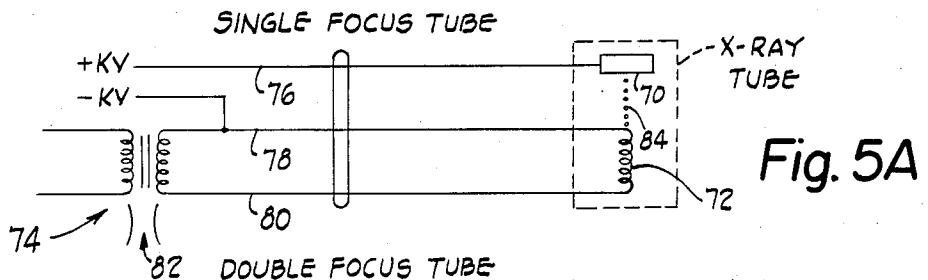 SINGLE FOCUS TUBE
+KV
-KV
76
70
X-RAY
TUBE
84
78
72
80
74
82
Fig. 5A
DOUBLE FOCUS TUBE